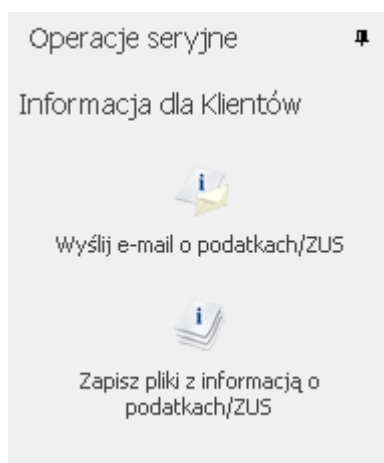 Operacje seryjne
Informacja dla Klientów
Wyślij e-mail o podatkach/ZUS
Zapisz pliki z informacją o
podatkach/ZUS